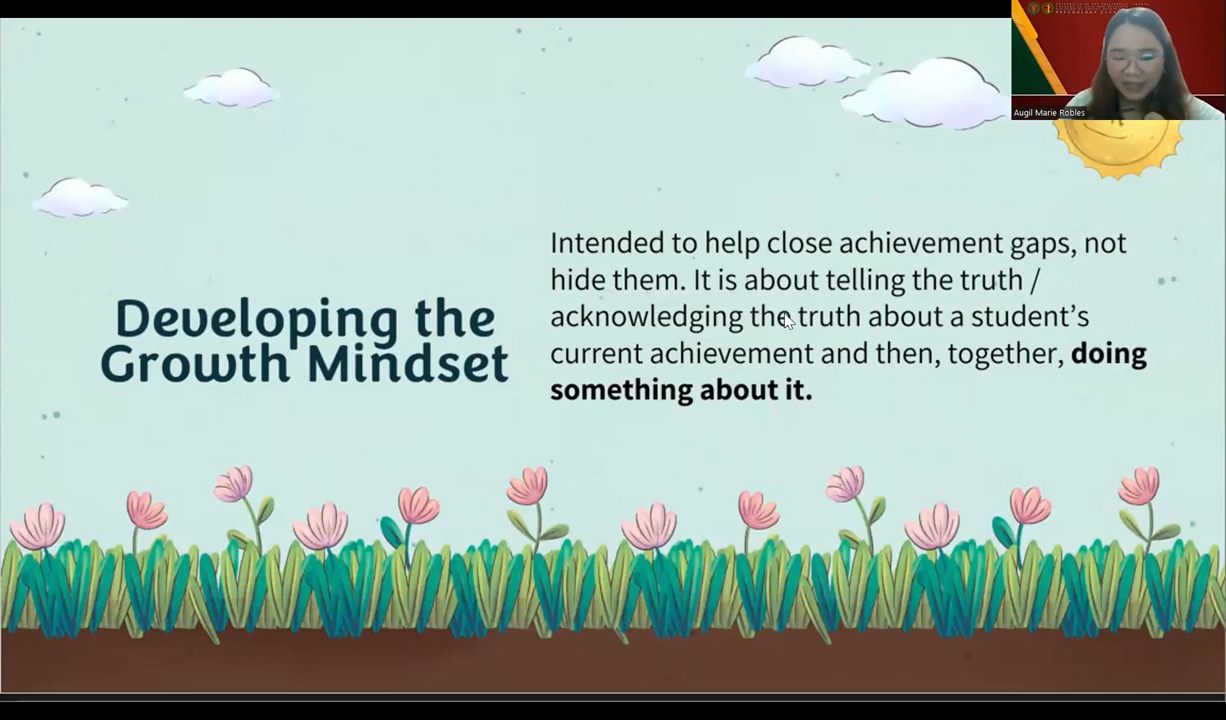 Augil Marie Robles
Intended to help close achievement gaps, not
hide them. It is about telling the truth /
acknowledging the truth about a student’s
current achievement and then, together, doing
something about it.
Developing the
Growth Mindset